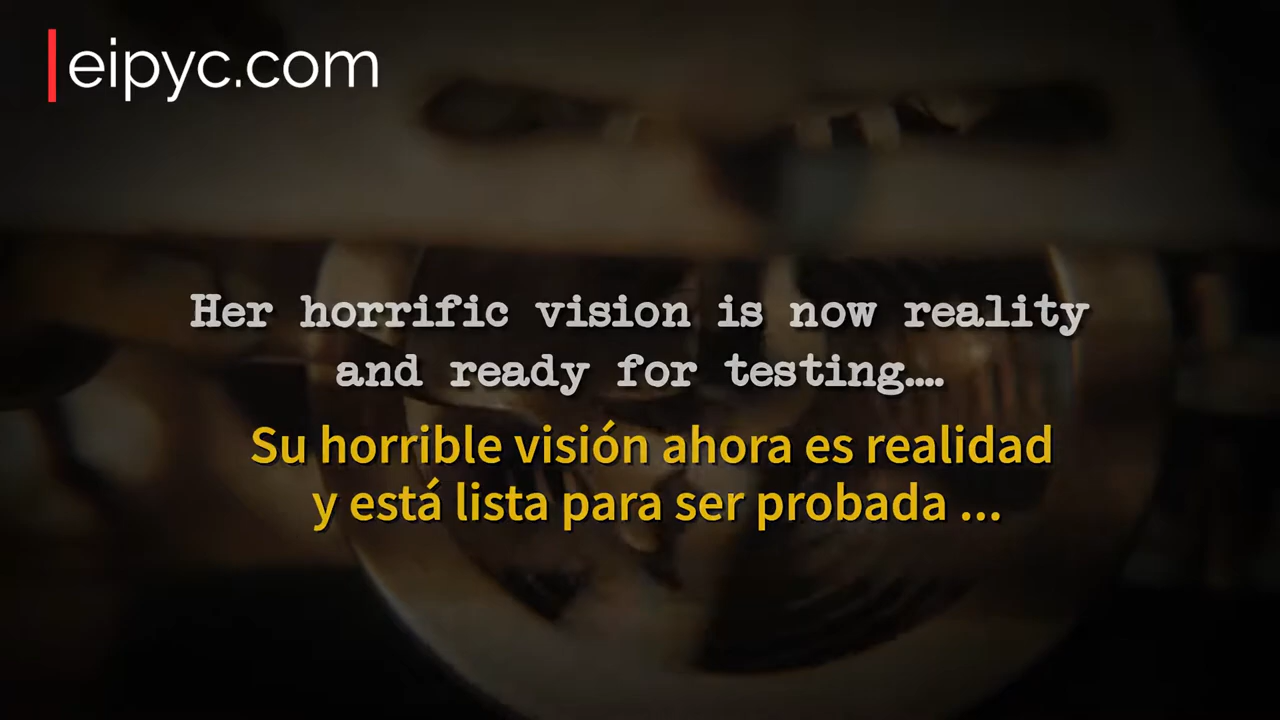 eipyc.com
Her horrific vision is now reality
and ready for testing....
Su horrible visión ahora es realidad
y está lista para ser probada ...